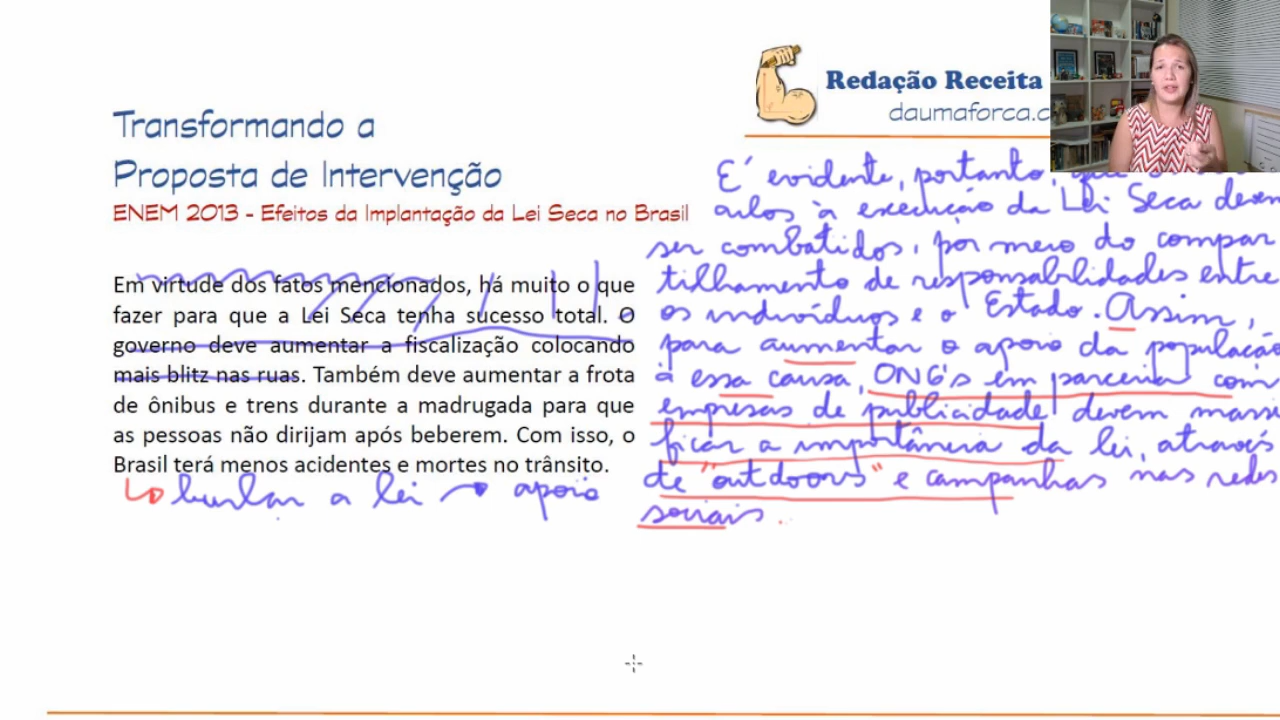 Redação Receita
daumaforca.c
Transformando a
Proposta de Intervenção
ENEM 2013 - Efeitos da Implantação da Lei Seca no Brasil
Em virtude dos fatos mencionados, há muito o que
fazer para que a Lei Seca tenha sucesso total. O
governo deve aumentar a fiscalização colocando
mais blitz nas ruas. Também deve aumentar a frota
de ônibus e trens durante a madrugada para que
as pessoas não dirijam após beberem. Com isso, o
Brasil terá menos acidentes e mortes no trânsito.
burlar a lei → apoio
É evidente, portanto, que
culos à execução da Lei Seca devem
ser combatidos, por meio do compar
tilhamento de responsabilidades entre
os indivíduos e o Estado. Assim,
para aumentar o apoio da população
à essa causa, ONG's em parceria com
empresas de publicidade devem massi
ficar a importância da lei, através
de "outdoors" e campanhas nas redes
sociais.